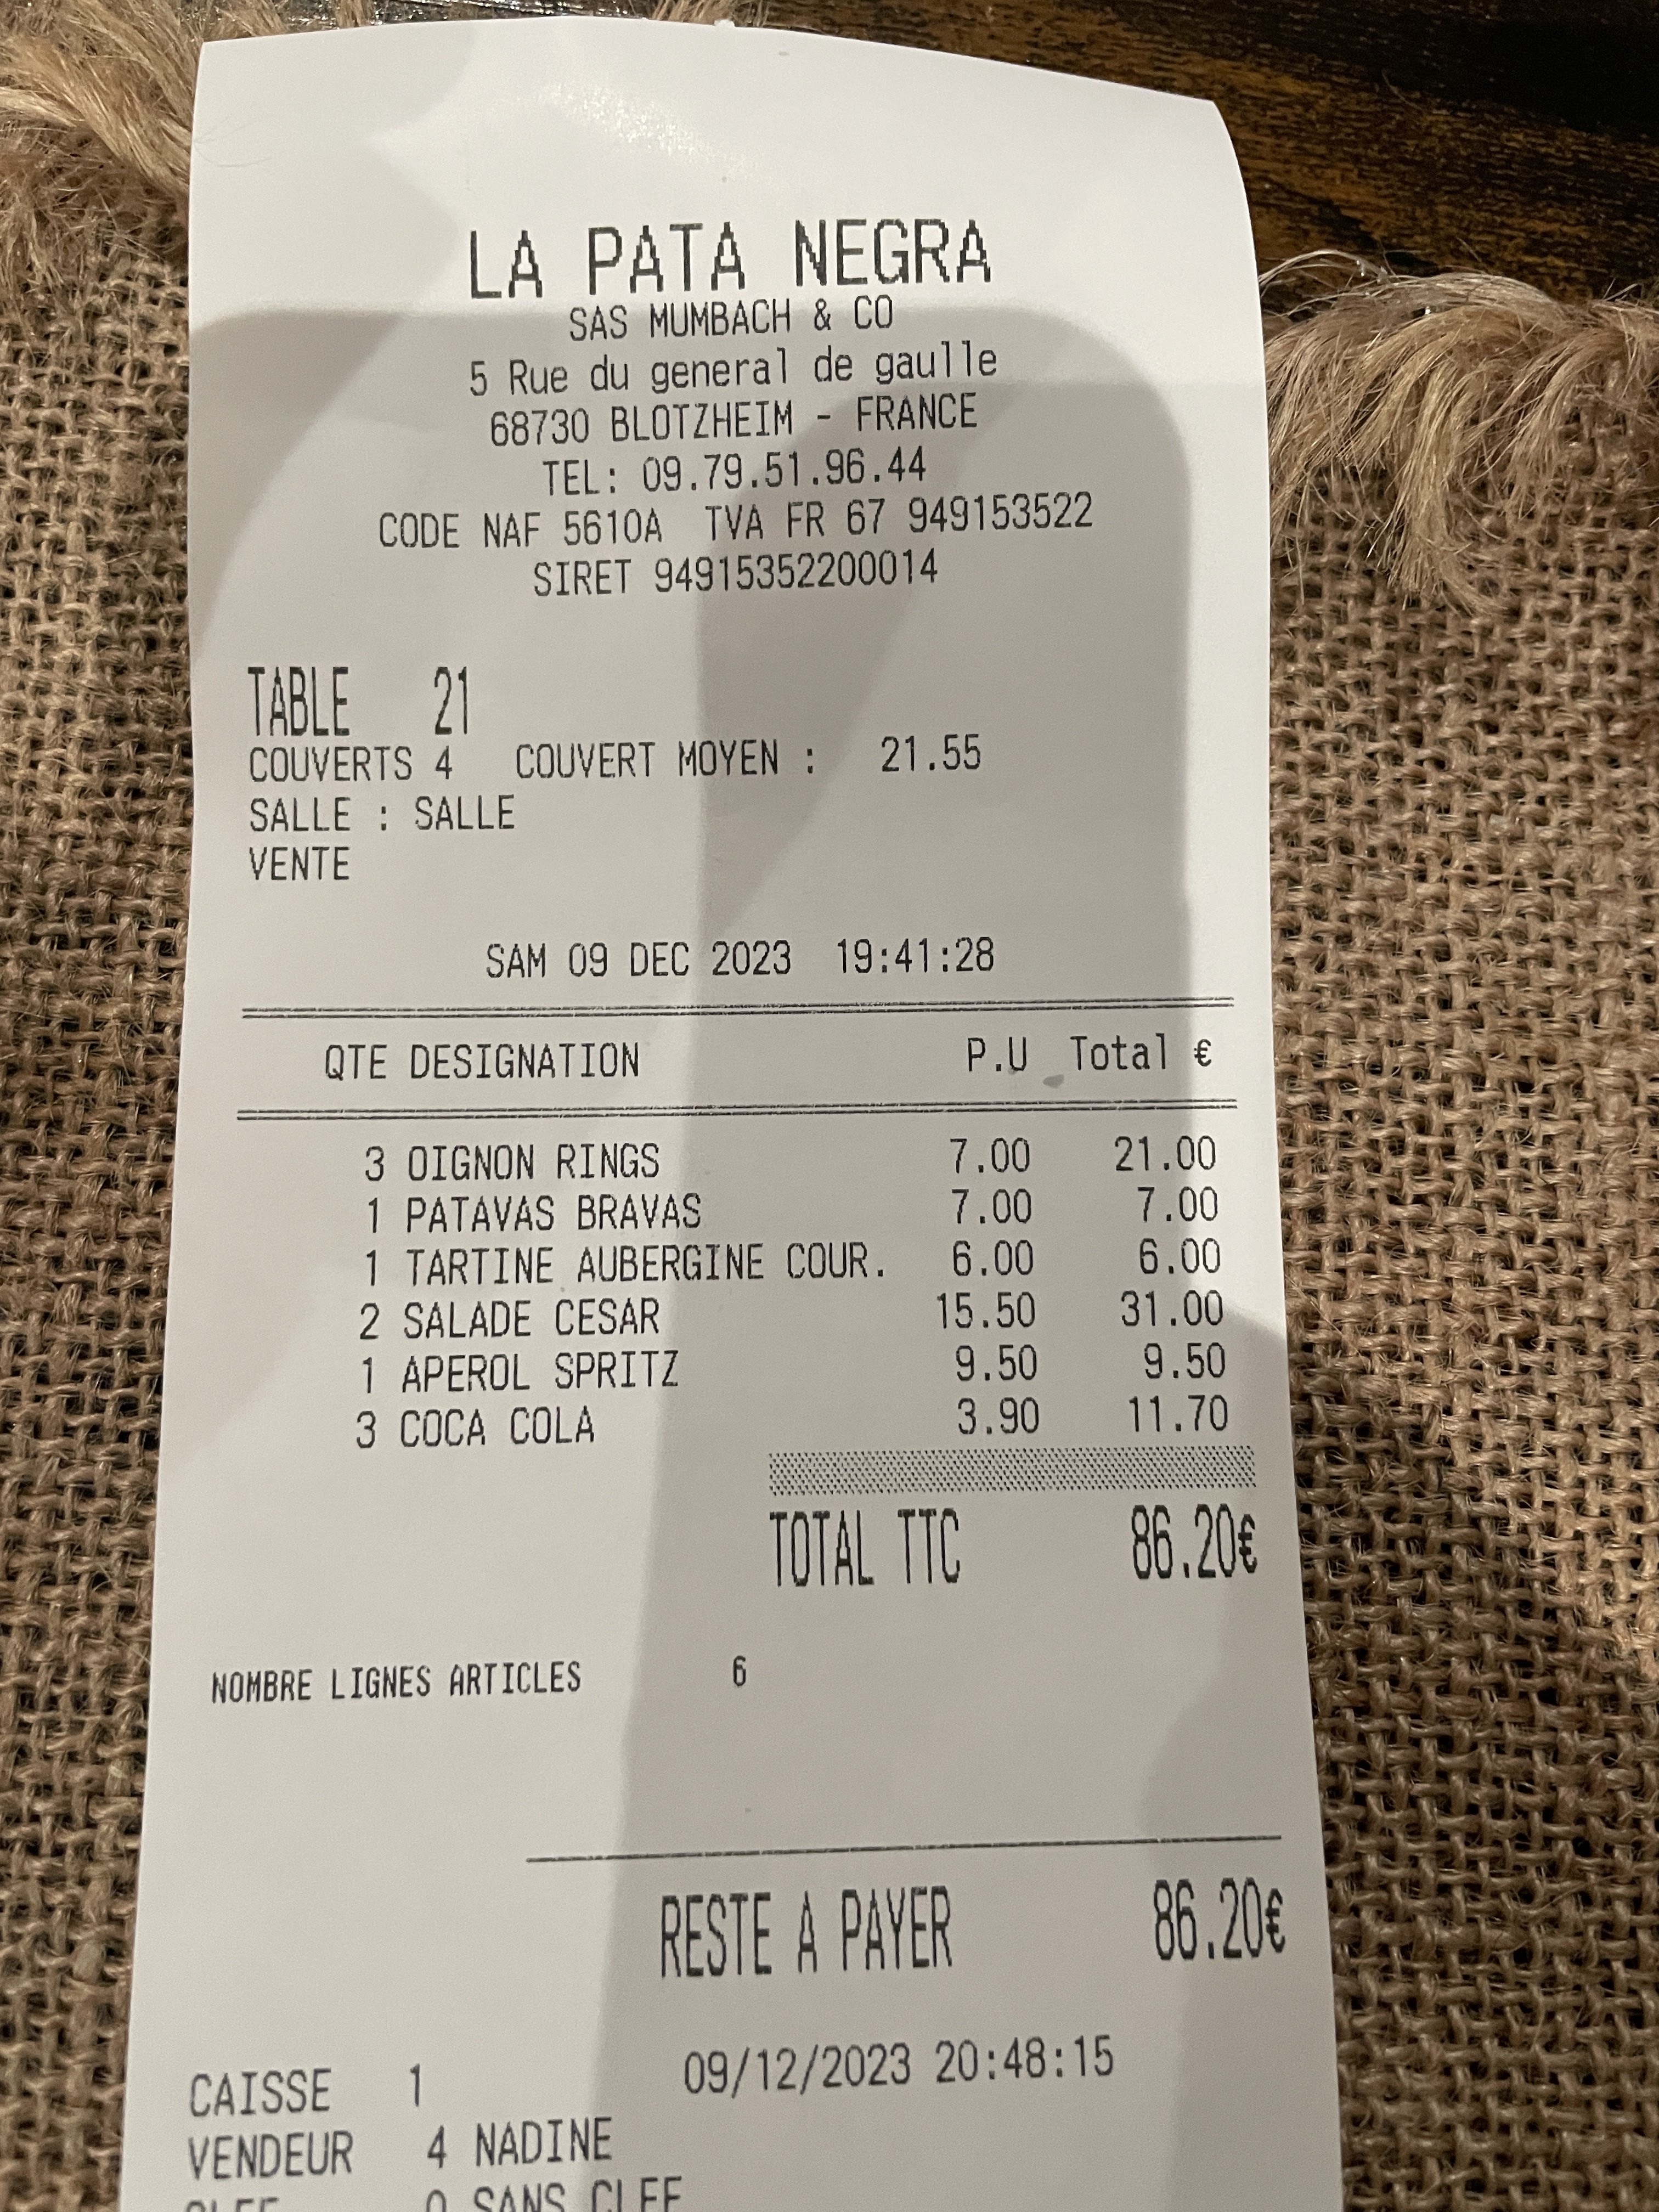 LA PATA NEGRA
SAS MUMBACH & CO
5 Rue du general de gaulle
68730 BLOTZHEIM - FRANCE
TEL: 09.79.51.96.44
CODE NAF 5610A TVA FR 67 949153522
SIRET 94915352200014
TABLE 21
COUVERTS 4 COUVERT MOYEN : 21.55
SALLE : SALLE
VENTE
SAM 09 DEC 2023 19:41:28
QTE DESIGNATION P.U Total €
3 OIGNON RINGS 7.00 21.00
1 PATAVAS BRAVAS 7.00 7.00
1 TARTINE AUBERGINE COUR. 6.00 6.00
2 SALADE CESAR 15.50 31.00
1 APEROL SPRITZ 9.50 9.50
3 COCA COLA 3.90 11.70
TOTAL TTC 86.20€
NOMBRE LIGNES ARTICLES 6
RESTE A PAYER 86.20€
CAISSE 1 09/12/2023 20:48:15
VENDEUR 4 NADINE
CLEF 0 SANS CLEF